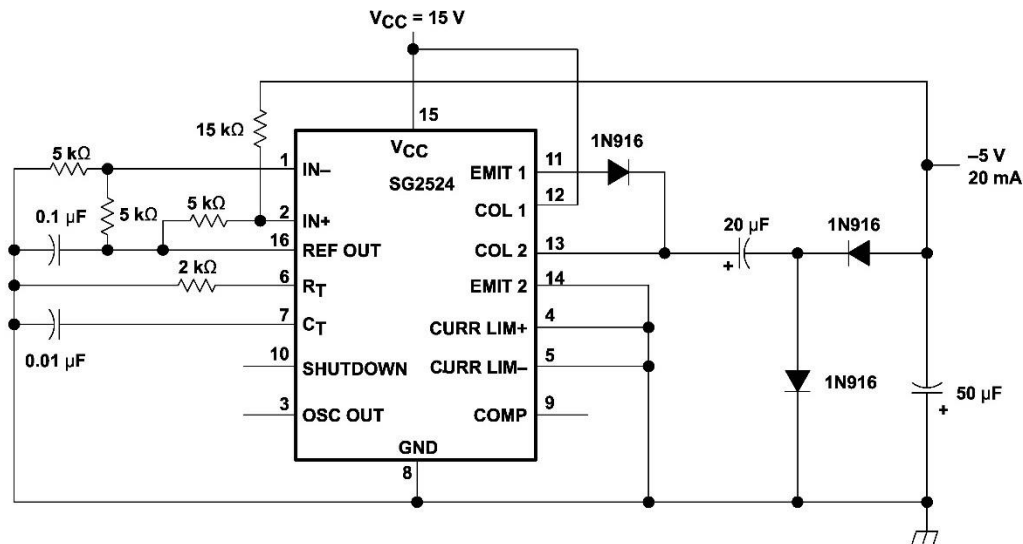 VCC = 15 V
15 kΩ
15
VCC
SG2524
5 kΩ
1
IN–
5 kΩ
5 kΩ
2
IN+
0.1 µF
16
REF OUT
2 kΩ
6
RT
7
CT
0.01 µF
10
SHUTDOWN
3
OSC OUT
GND
8
EMIT 1
11
1N916
COL 1
12
COL 2
13
EMIT 2
14
CURR LIM+
4
CURR LIM–
5
COMP
9
20 µF
+
1N916
–5 V
20 mA
1N916
50 µF
+